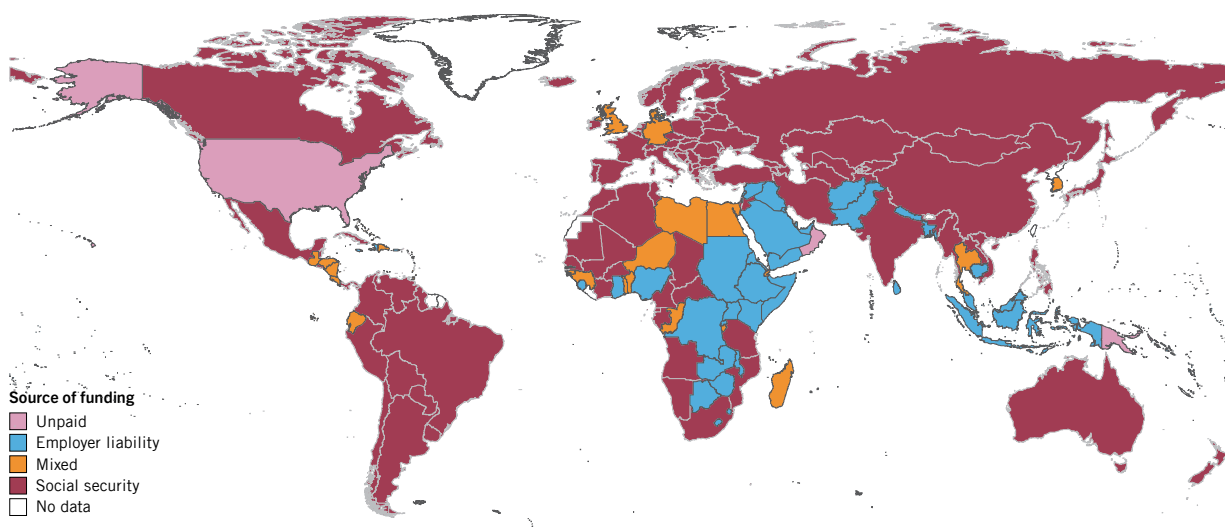 Source of funding
Unpaid
Employer liability
Mixed
Social security
No data